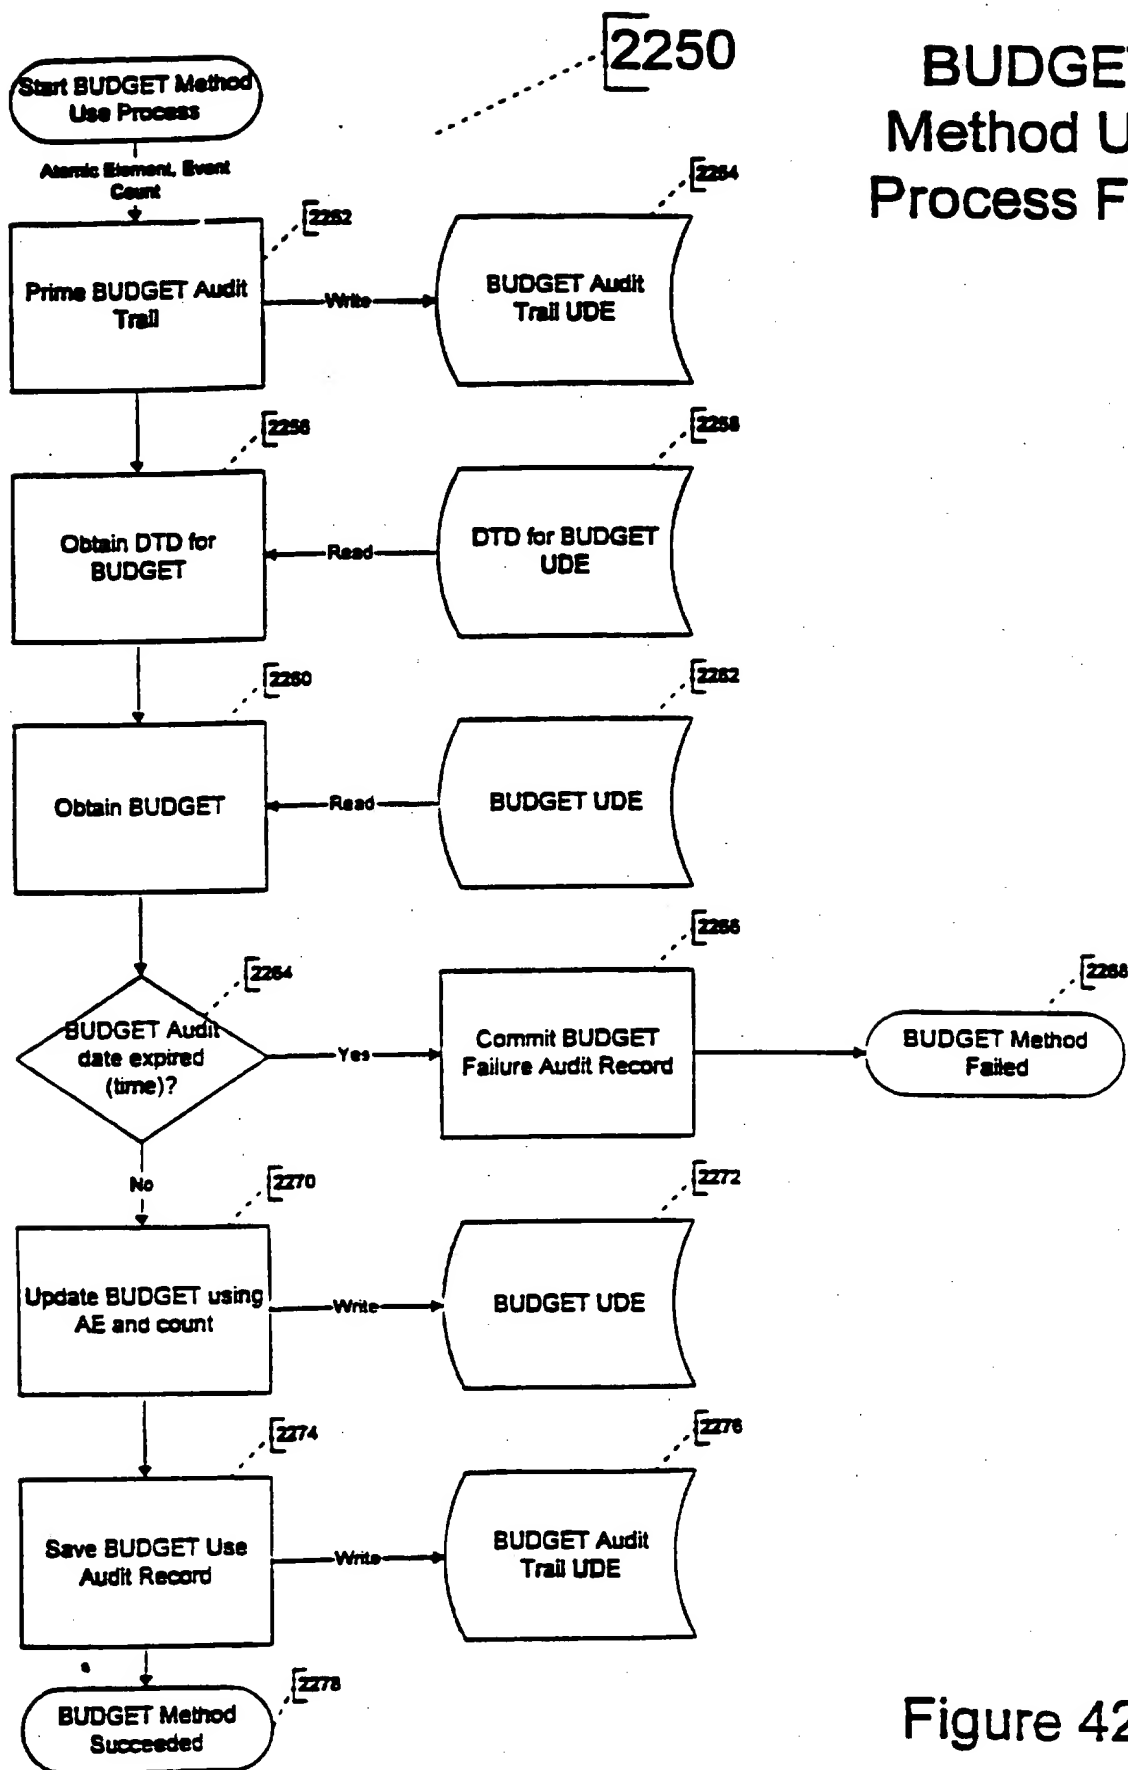 2250
BUDGET
Method U
Process F
Start BUDGET Method
Use Process
Atomic Element, Event
Count
2252
2254
Prime BUDGET Audit
Trail
Write
BUDGET Audit
Trail UDE
2256
2258
Obtain DTD for
BUDGET
Read
DTD for BUDGET
UDE
2260
2262
Obtain BUDGET
Read
BUDGET UDE
2264
2266
2268
BUDGET Audit
date expired
(time)?
Yes
Commit BUDGET
Failure Audit Record
BUDGET Method
Failed
No
2270
2272
Update BUDGET using
AE and count
Write
BUDGET UDE
2274
2276
Save BUDGET Use
Audit Record
Write
BUDGET Audit
Trail UDE
2278
BUDGET Method
Succeeded
Figure 42